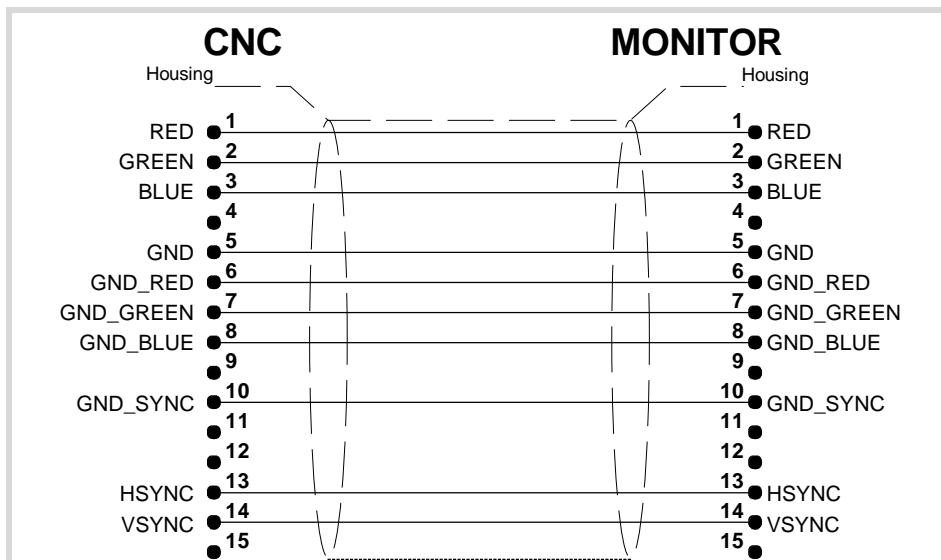 CNC MONITOR
Housing Housing
RED 1 1 RED
GREEN 2 2 GREEN
BLUE 3 3 BLUE
4 4
GND 5 5 GND
GND_RED 6 6 GND_RED
GND_GREEN 7 7 GND_GREEN
GND_BLUE 8 8 GND_BLUE
9 9
GND_SYNC 10 10 GND_SYNC
11 11
12 12
HSYNC 13 13 HSYNC
VSYNC 14 14 VSYNC
15 15